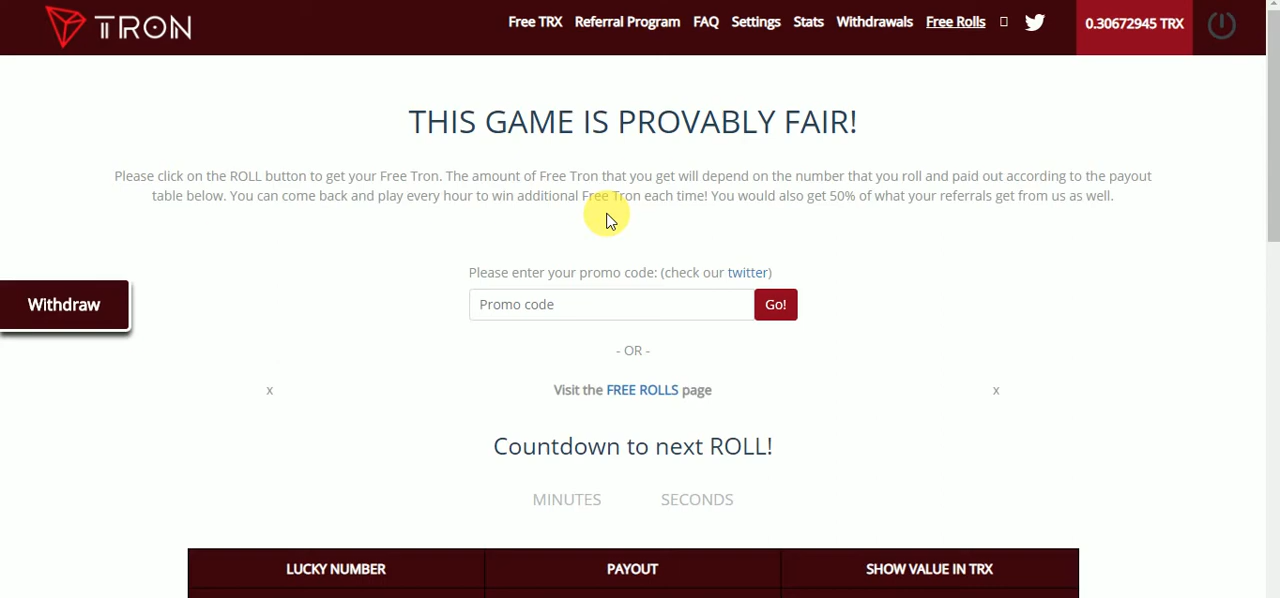 TRON
Free TRX Referral Program FAQ Settings Stats Withdrawals Free Rolls 0.30672945 TRX
THIS GAME IS PROVABLY FAIR!
Please click on the ROLL button to get your Free Tron. The amount of Free Tron that you get will depend on the number that you roll and paid out according to the payout
table below. You can come back and play every hour to win additional Free Tron each time! You would also get 50% of what your referrals get from us as well.
Please enter your promo code: (check our twitter)
Withdraw
Promo code Go!
- OR -
x Visit the FREE ROLLS page x
Countdown to next ROLL!
MINUTES SECONDS
LUCKY NUMBER PAYOUT SHOW VALUE IN TRX